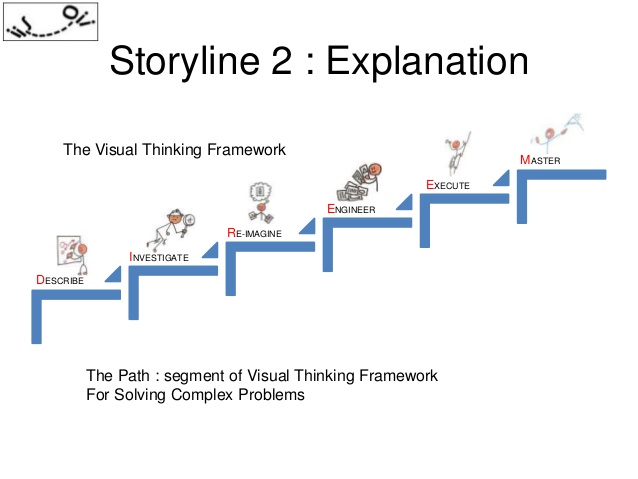 Storyline 2 : Explanation
The Visual Thinking Framework
MASTER
EXECUTE
ENGINEER
RE-IMAGINE
INVESTIGATE
DESCRIBE
The Path : segment of Visual Thinking Framework
For Solving Complex Problems